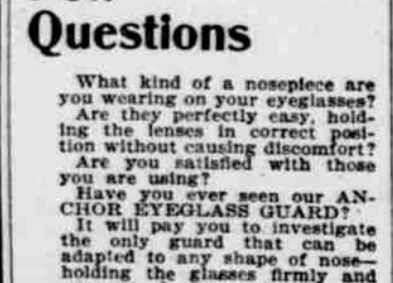 Questions
What kind of a nosepiece are
you wearing on your eyeglasses?
Are they perfectly easy, hold-
ing the lenses in correct posi-
tion without causing discomfort?
Are you satisfied with those
you are using?
Have you ever seen our AN-
CHOR EYEGLASS GUARD?
It will pay you to investigate
the only guard that can be
adapted to any shape of nose—
holding the glasses firmly and